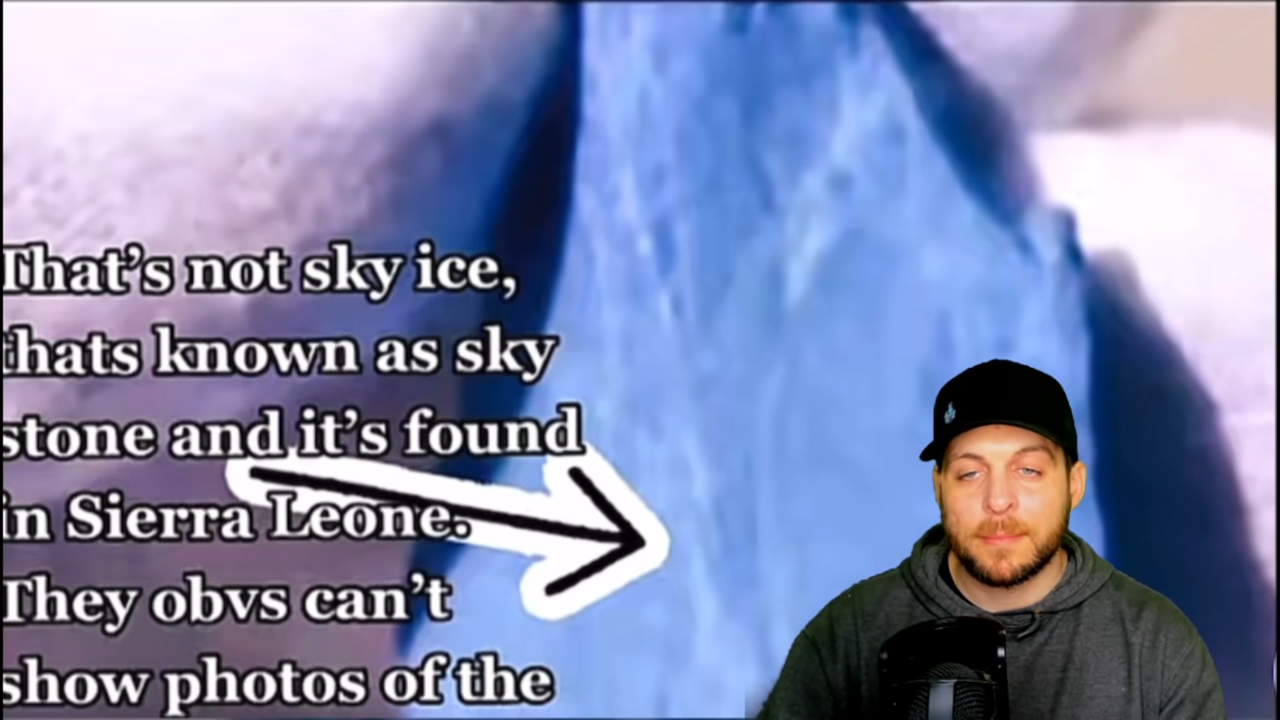 That's not sky ice,
thats known as sky
stone and it's found
in Sierra Leone.
They obvs can't
show photos of the